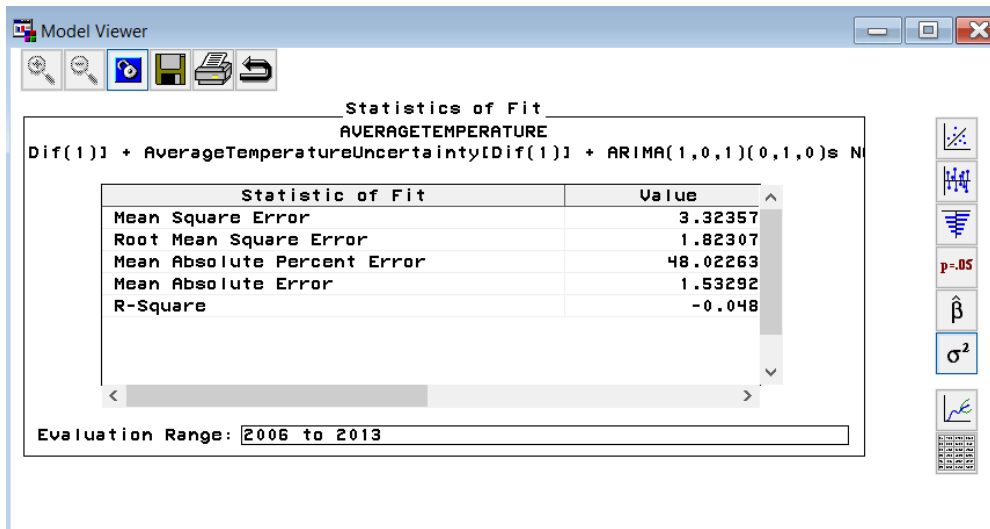 Model Viewer
Statistics of Fit
AVERAGETEMPERATURE
Dif(1)] + AverageTemperatureUncertainty[Dif(1)] + ARIMA(1,0,1)(0,1,0)s
Statistic of Fit Value
Mean Square Error 3.32357
Root Mean Square Error 1.82307
Mean Absolute Percent Error 48.02263
Mean Absolute Error 1.53292
R-Square -0.048
Evaluation Range: 2006 to 2013
p=.05
β̂
σ²